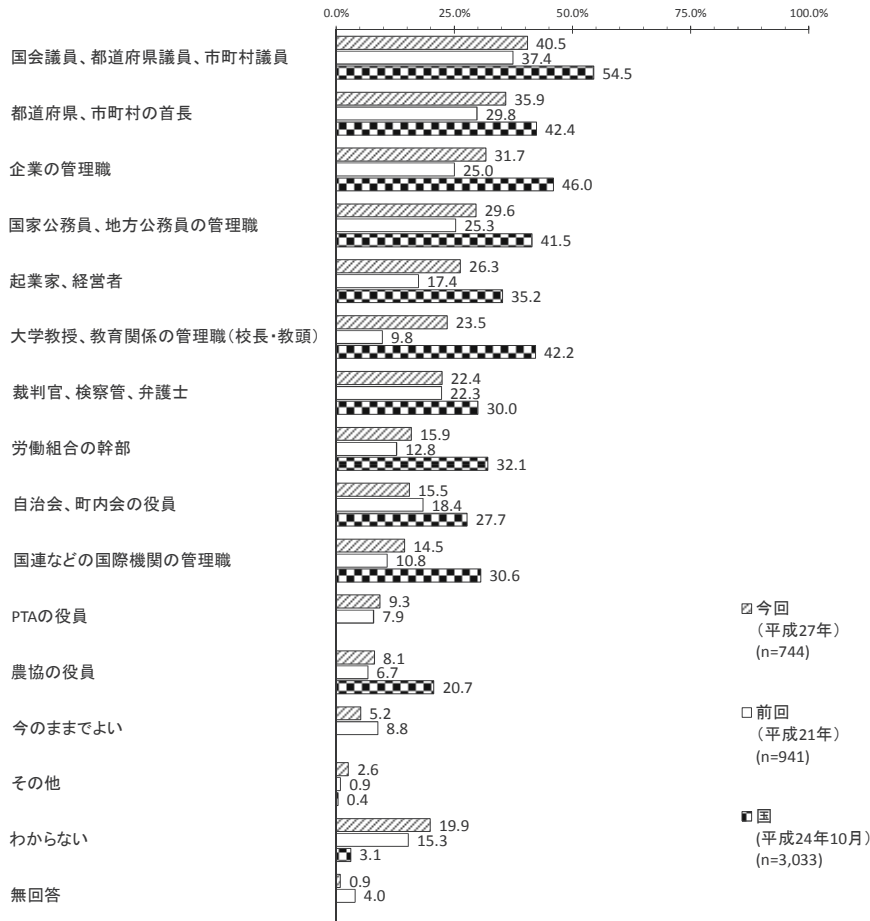 0.0% 25.0% 50.0% 75.0% 100.0%
国会議員、都道府県議員、市町村議員
40.5
37.4
54.5
都道府県、市町村の首長
35.9
29.8
42.4
企業の管理職
31.7
25.0
46.0
国家公務員、地方公務員の管理職
29.6
25.3
41.5
起業家、経営者
26.3
17.4
35.2
大学教授、教育関係の管理職(校長・教頭)
23.5
9.8
42.2
裁判官、検察管、弁護士
22.4
22.3
30.0
労働組合の幹部
15.9
12.8
32.1
自治会、町内会の役員
15.5
18.4
27.7
国連などの国際機関の管理職
14.5
10.8
30.6
PTAの役員
9.3
7.9
農協の役員
8.1
6.7
20.7
今のままでよい
5.2
8.8
その他
2.6
0.9
0.4
わからない
19.9
15.3
3.1
無回答
0.9
4.0
今回
（平成27年）
(n=744)
前回
（平成21年）
(n=941)
国
(平成24年10月)
(n=3,033)